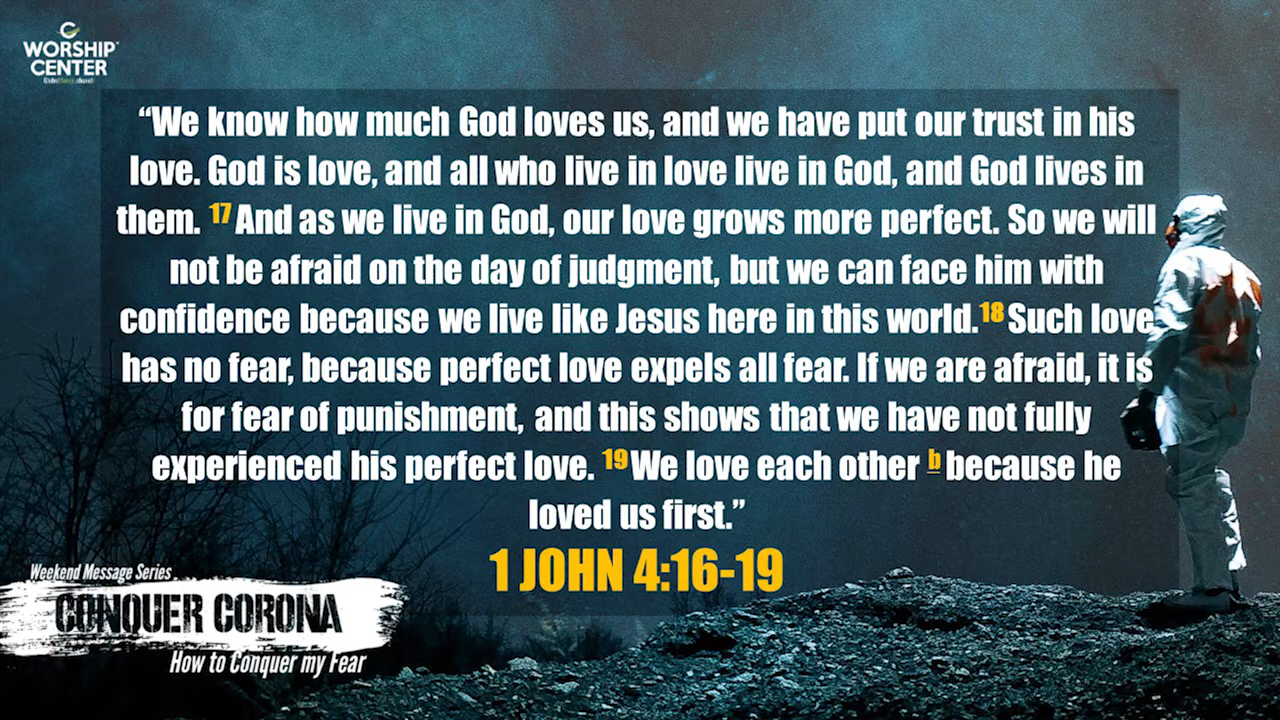 WORSHIP
CENTER
“We know how much God loves us, and we have put our trust in his
love. God is love, and all who live in love live in God, and God lives in
them. 17 And as we live in God, our love grows more perfect. So we will
not be afraid on the day of judgment, but we can face him with
confidence because we live like Jesus here in this world.18 Such love
has no fear, because perfect love expels all fear. If we are afraid, it is
for fear of punishment, and this shows that we have not fully
experienced his perfect love. 19 We love each other b because he
loved us first.”
1 JOHN 4:16-19
Weekend Message Series
CONQUER CORONA
How to Conquer my Fear